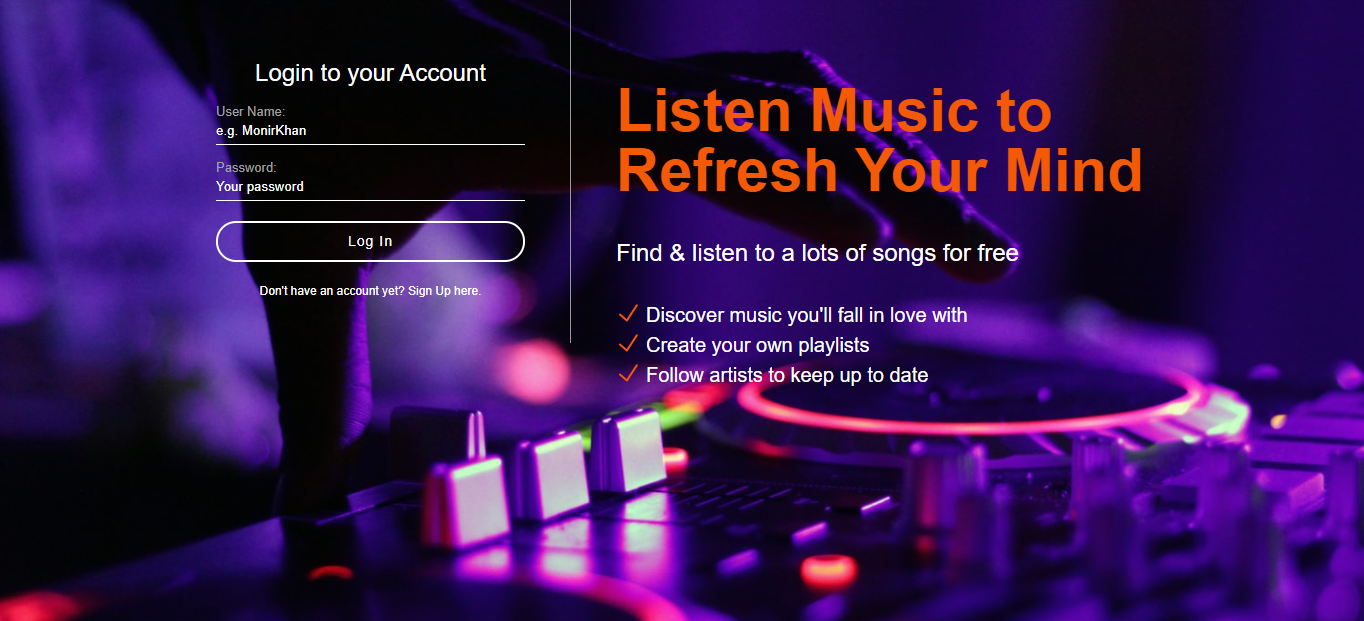 Login to your Account
User Name:
e.g. MonirKhan
Password:
Your password
Log In
Don't have an account yet? Sign Up here.
Listen Music to
Refresh Your Mind
Find & listen to a lots of songs for free
Discover music you'll fall in love with
Create your own playlists
Follow artists to keep up to date